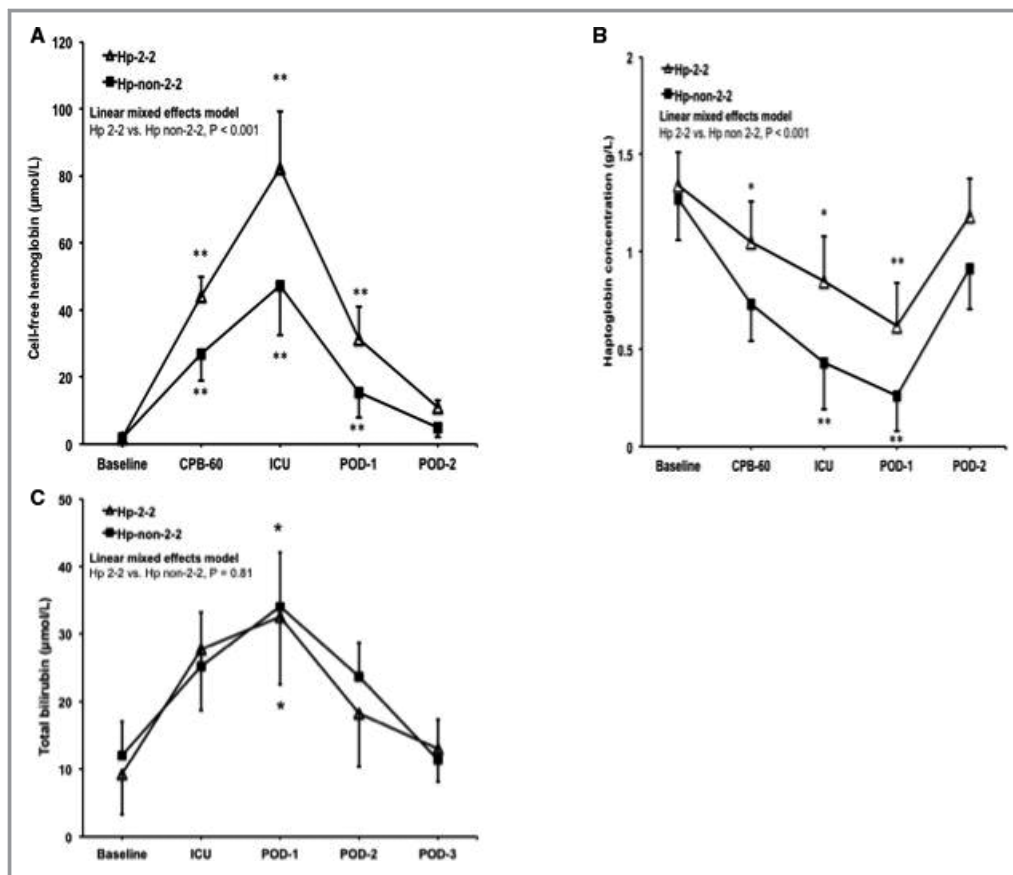 A
120
100
80
60
40
20
0
Cell-free hemoglobin (µmol/L)
Hp-2-2
Hp-non-2-2
Linear mixed effects model
Hp 2-2 vs. Hp non-2-2, P < 0.001
**
**
**
**
**
**
Baseline CPB-60 ICU POD-1 POD-2
B
2
1.5
1
0.5
0
Haptoglobin concentration (g/L)
Hp-2-2
Hp-non-2-2
Linear mixed effects model
Hp 2-2 vs. Hp non 2-2, P < 0.001
*
*
**
**
**
Baseline CPB-60 ICU POD-1 POD-2
C
50
40
30
20
10
0
Total bilirubin (µmol/L)
Hp-2-2
Hp-non-2-2
Linear mixed effects model
Hp 2-2 vs. Hp non-2-2, P = 0.81
*
*
Baseline ICU POD-1 POD-2 POD-3